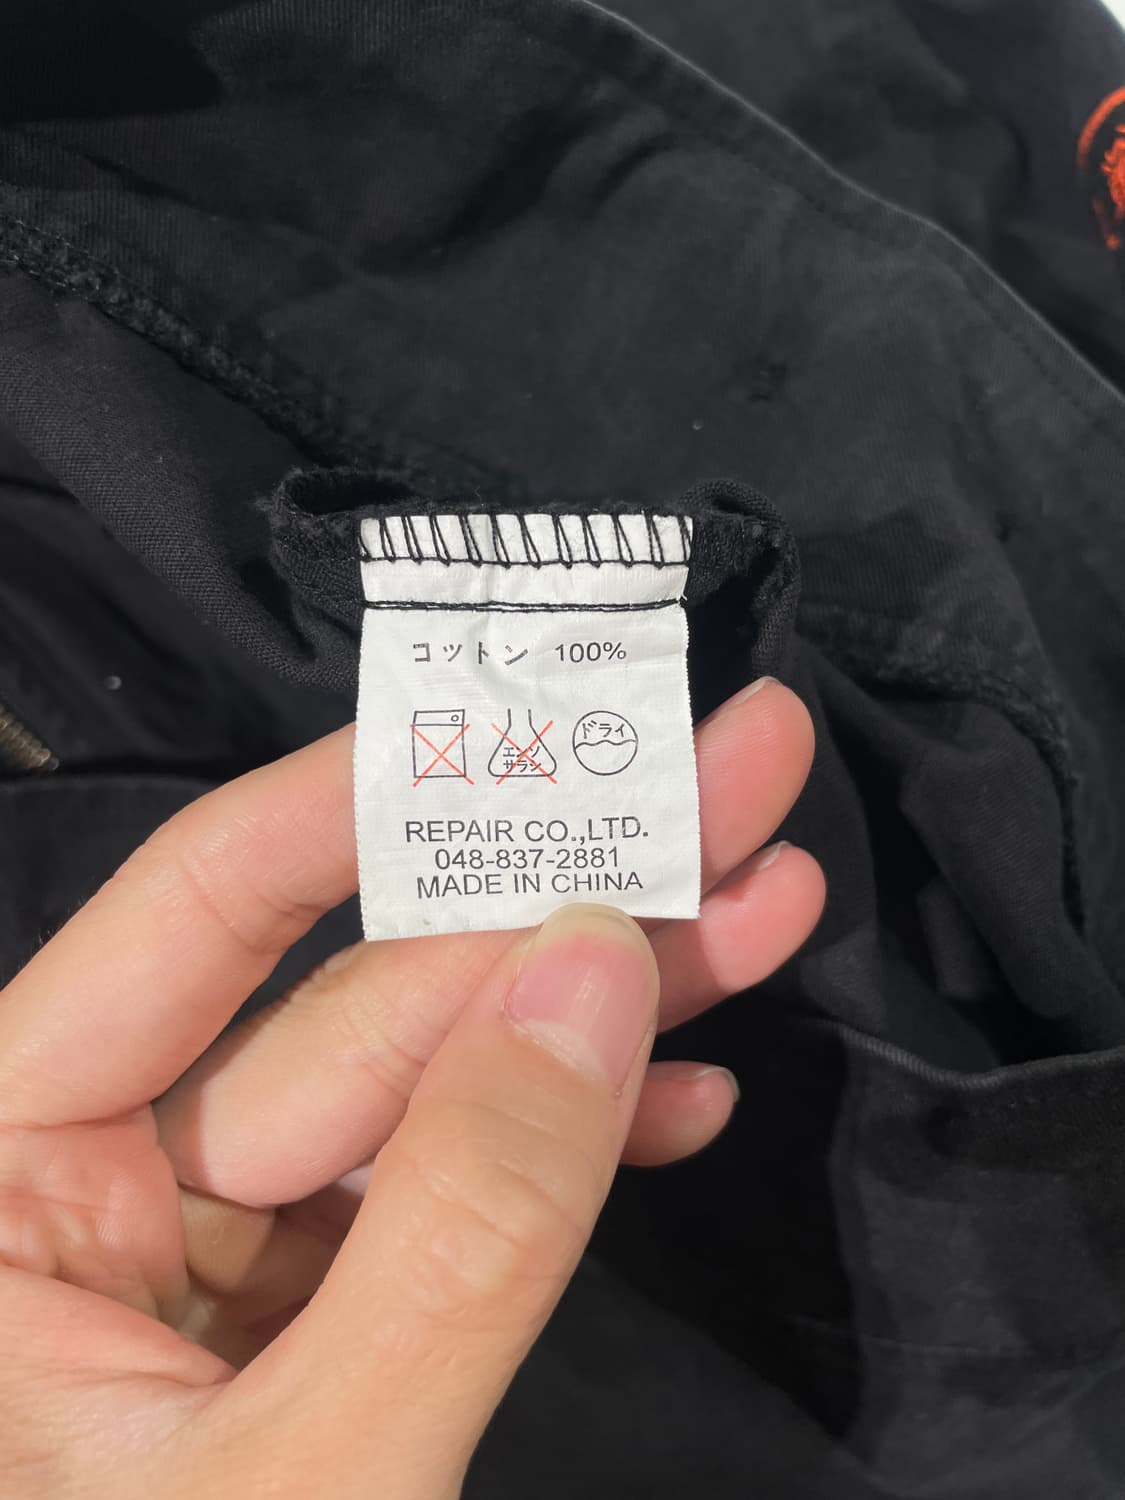 コットン 100%
エンソ
サラシ
ドライ
REPAIR CO.,LTD.
048-837-2881
MADE IN CHINA